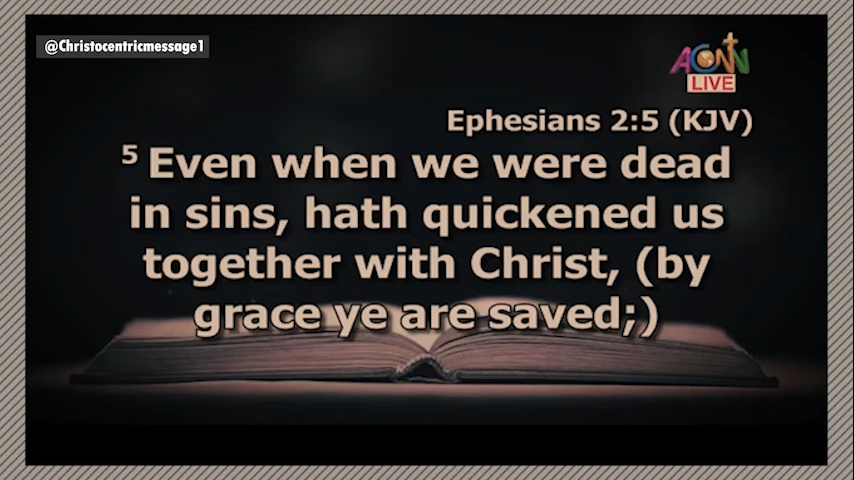 @Christocentricmessage1
ACNN
LIVE
Ephesians 2:5 (KJV)
5 Even when we were dead
in sins, hath quickened us
together with Christ, (by
grace ye are saved;)